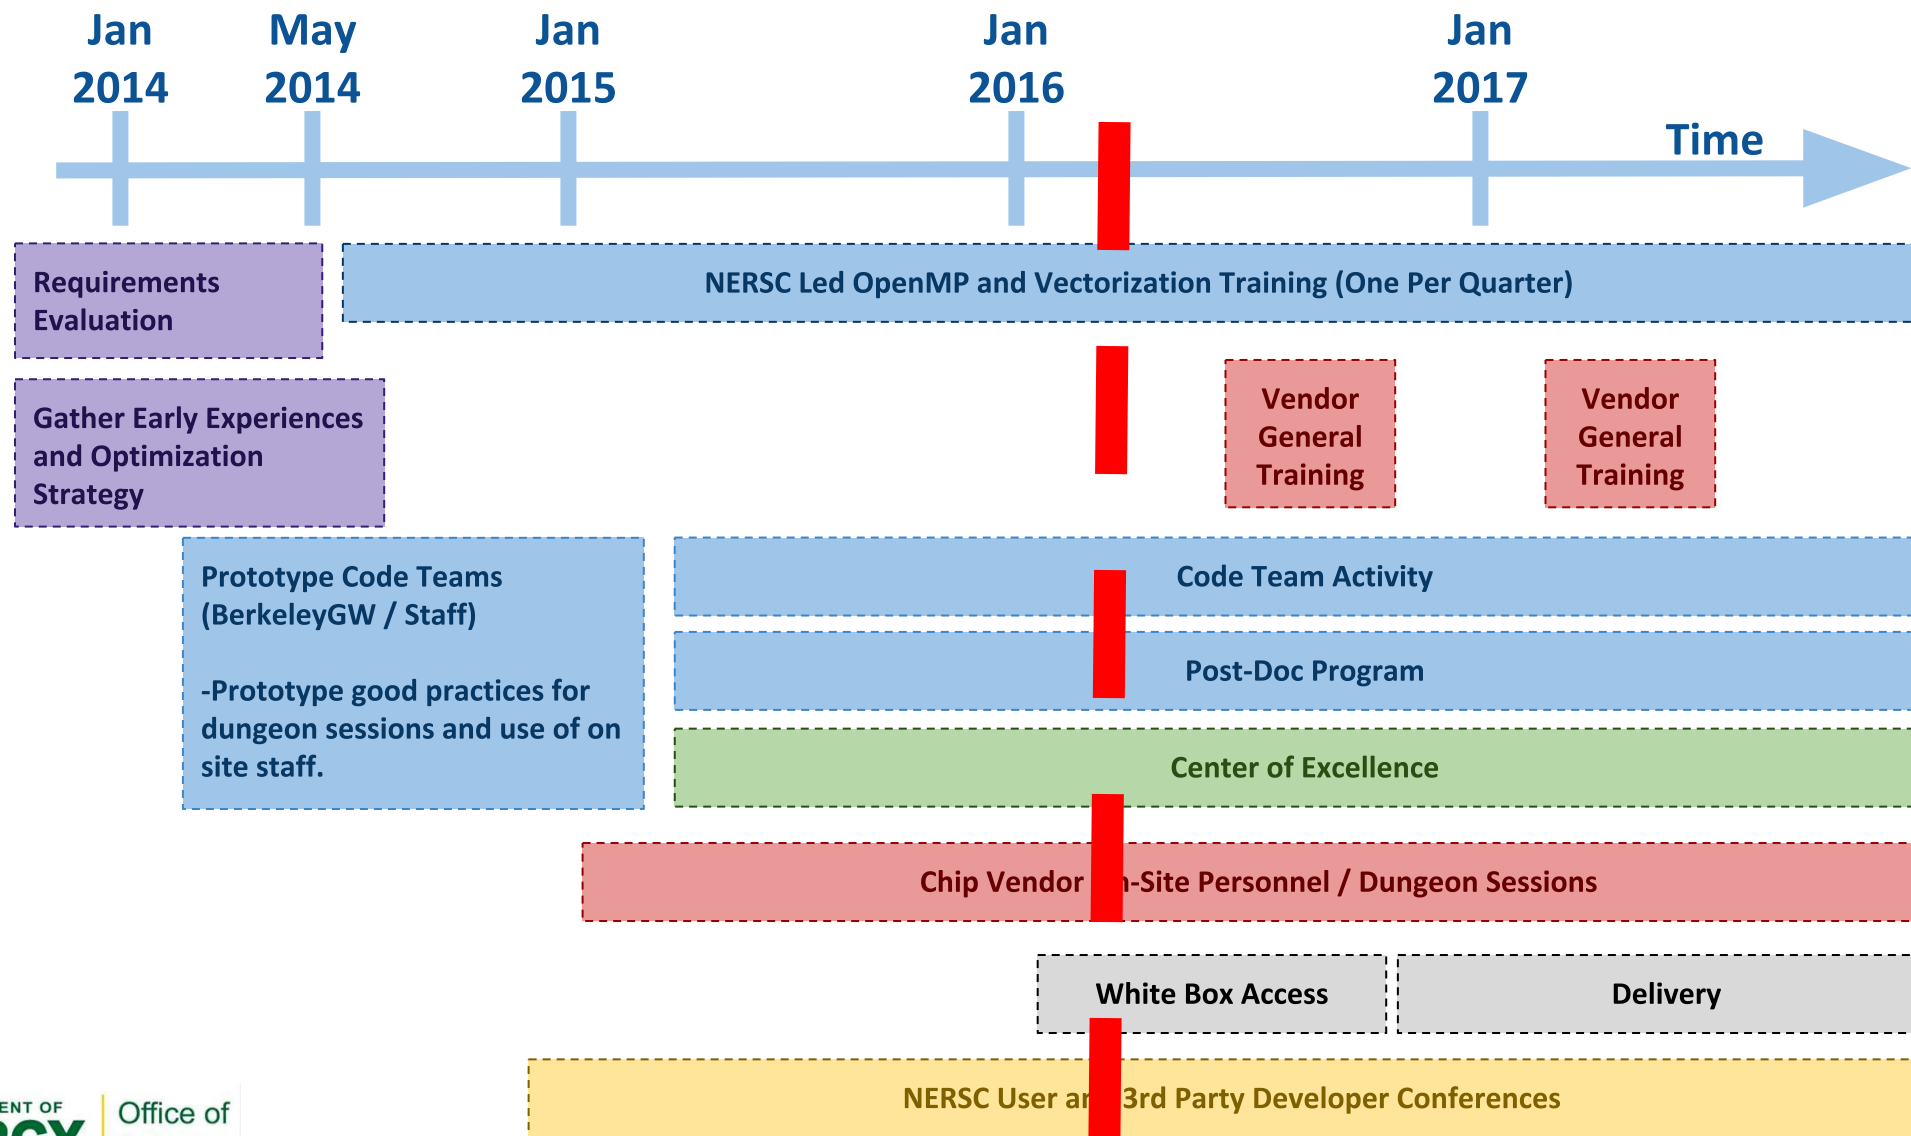 Jan
2014
May
2014
Jan
2015
Jan
2016
Jan
2017
Time
Requirements
Evaluation
NERSC Led OpenMP and Vectorization Training (One Per Quarter)
Gather Early Experiences
and Optimization
Strategy
Vendor
General
Training
Vendor
General
Training
Prototype Code Teams
(BerkeleyGW / Staff)
-Prototype good practices for
dungeon sessions and use of on
site staff.
Code Team Activity
Post-Doc Program
Center of Excellence
Chip Vendor n-Site Personnel / Dungeon Sessions
White Box Access
Delivery
NERSC User an 3rd Party Developer Conferences
ENT OF
Office of